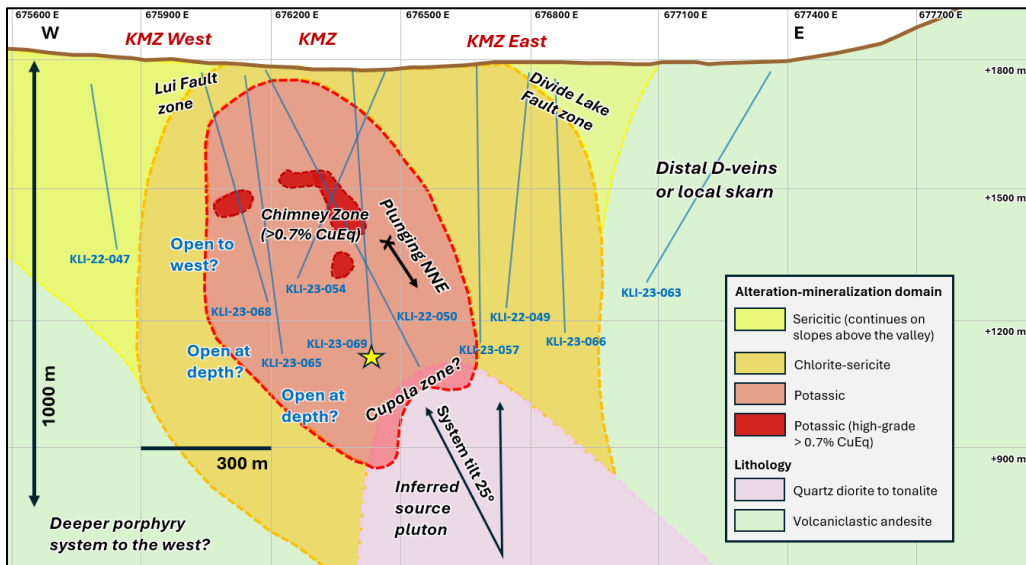 675600 E 675900 E 676200 E 676500 E 676800 E 677100 E 677400 E 677700 E
W
KMZ West
KMZ
KMZ East
E
Lui Fault
zone
Divide Lake
Fault zone
+1800 m
Distal D-veins
or local skarn
+1500 m
Chimney Zone
(>0.7% CuEq)
Plunging NNE
Open to
west?
KLI-22-047
KLI-23-054
KLI-23-063
KLI-23-068
KLI-22-050
KLI-22-049
+1200 m
KLI-23-069
KLI-23-057
KLI-23-066
KLI-23-065
Open at
depth?
Open at
depth?
Cupola zone?
System tilt 25°
1000 m
300 m
+900 m
Inferred
source
pluton
Deeper porphyry
system to the west?
Alteration-mineralization domain
Sericitic (continues on
slopes above the valley)
Chlorite-sericite
Potassic
Potassic (high-grade
> 0.7% CuEq)
Lithology
Quartz diorite to tonalite
Volcaniclastic andesite